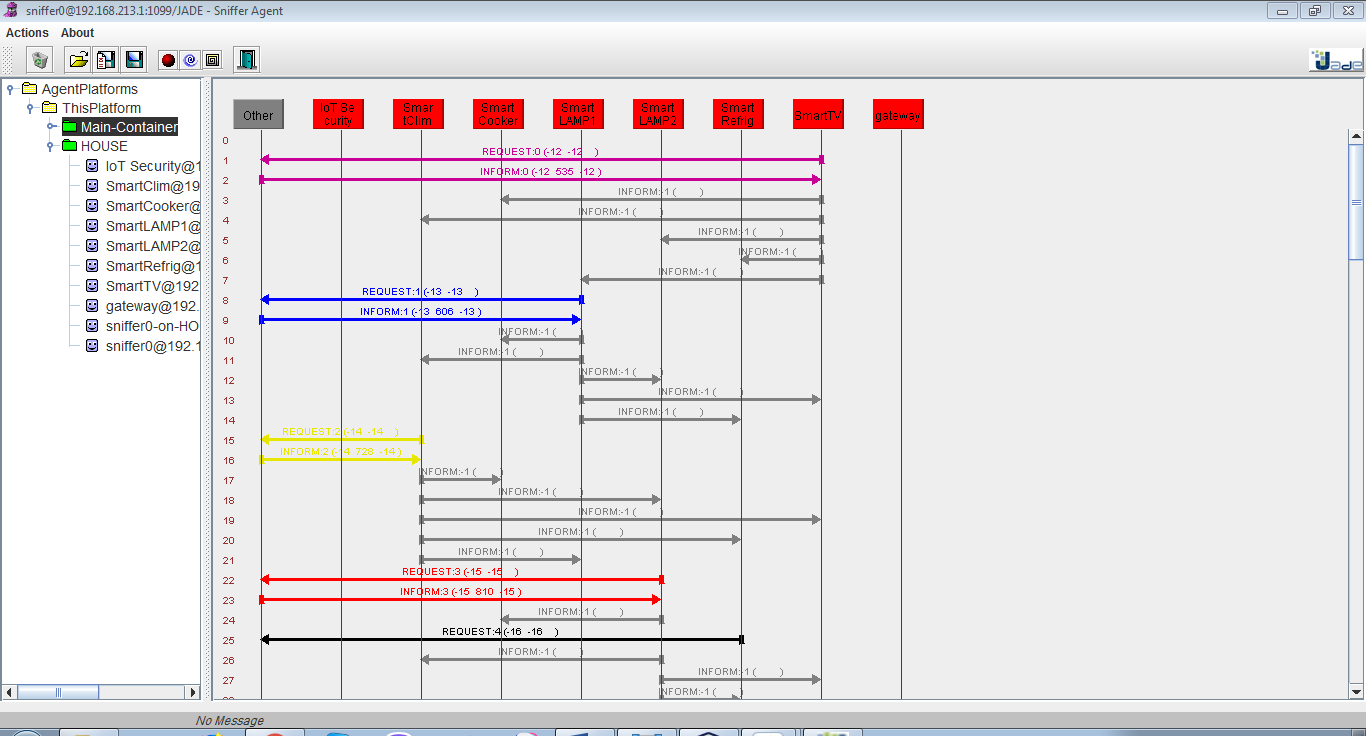 sniffer0@192.168.213.1:1099/JADE - Sniffer Agent
Actions About
Jade
AgentPlatforms
ThisPlatform
Main-Container
HOUSE
IoT Security@1
SmartClim@19
SmartCooker@
SmartLAMP1@
SmartLAMP2@
SmartRefrig@1
SmartTV@192
gateway@192.
sniffer0-on-HO
sniffer0@192.1
Other
IoT Se
curity
Smar
tClim
Smart
Cooker
Smart
LAMP1
Smart
LAMP2
Smart
Refrig
SmartTV
gateway
0
REQUEST:0 (-12 -12 )
1
INFORM:0 (-12 535 -12 )
2
INFORM:-1 ( )
3
INFORM:-1 ( )
4
INFORM:-1 ( )
5
INFORM:-1 ( )
6
INFORM:-1 ( )
7
REQUEST:1 (-13 -13 )
8
INFORM:1 (-13 606 -13 )
9
INFORM:-1 ( )
10
INFORM:-1 ( )
11
INFORM:-1 ( )
12
INFORM:-1 ( )
13
INFORM:-1 ( )
14
REQUEST:2 (-14 -14 )
15
INFORM:2 (-14 728 -14 )
16
INFORM:-1 ( )
17
INFORM:-1 ( )
18
INFORM:-1 ( )
19
INFORM:-1 ( )
20
INFORM:-1 ( )
21
REQUEST:3 (-15 -15 )
22
INFORM:3 (-15 810 -15 )
23
INFORM:-1 ( )
24
REQUEST:4 (-16 -16 )
25
INFORM:-1 ( )
26
INFORM:-1 ( )
27
INFORM:-1 ( )
No Message